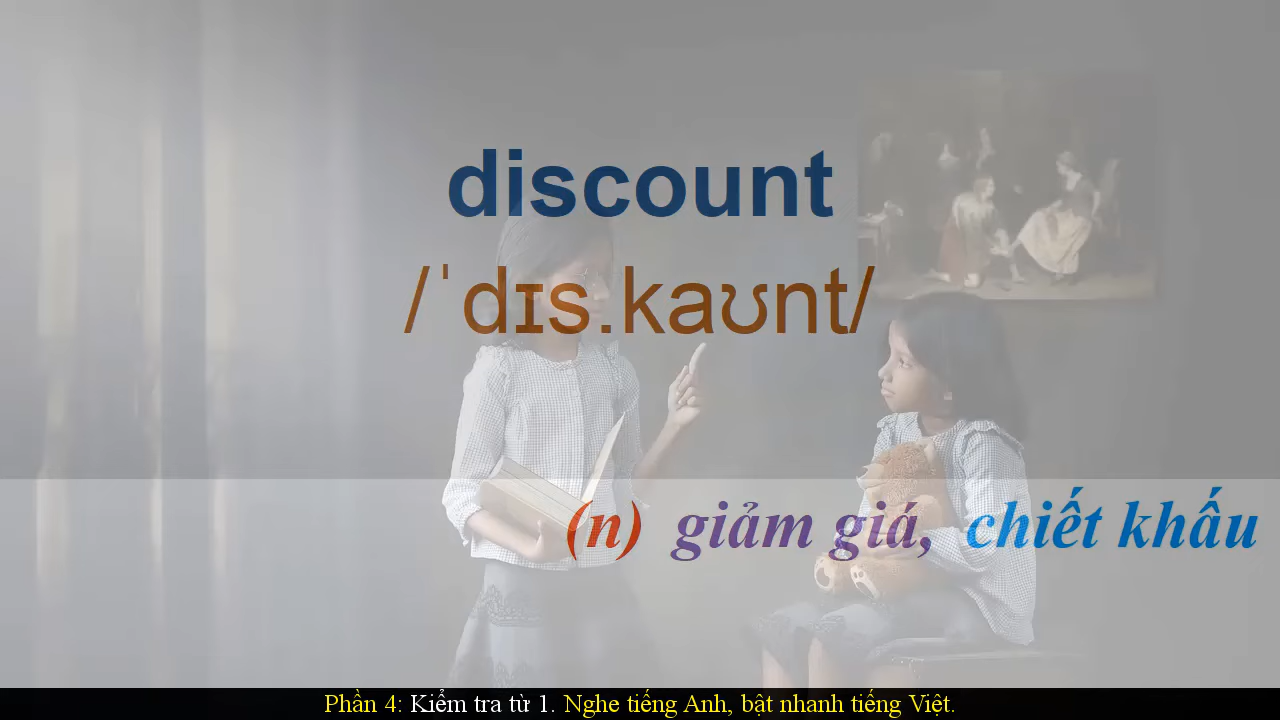 discount
/ˈdɪs.kaʊnt/
(n) giảm giá, chiết khấu
Phần 4: Kiểm tra từ 1. Nghe tiếng Anh, bật nhanh tiếng Việt.